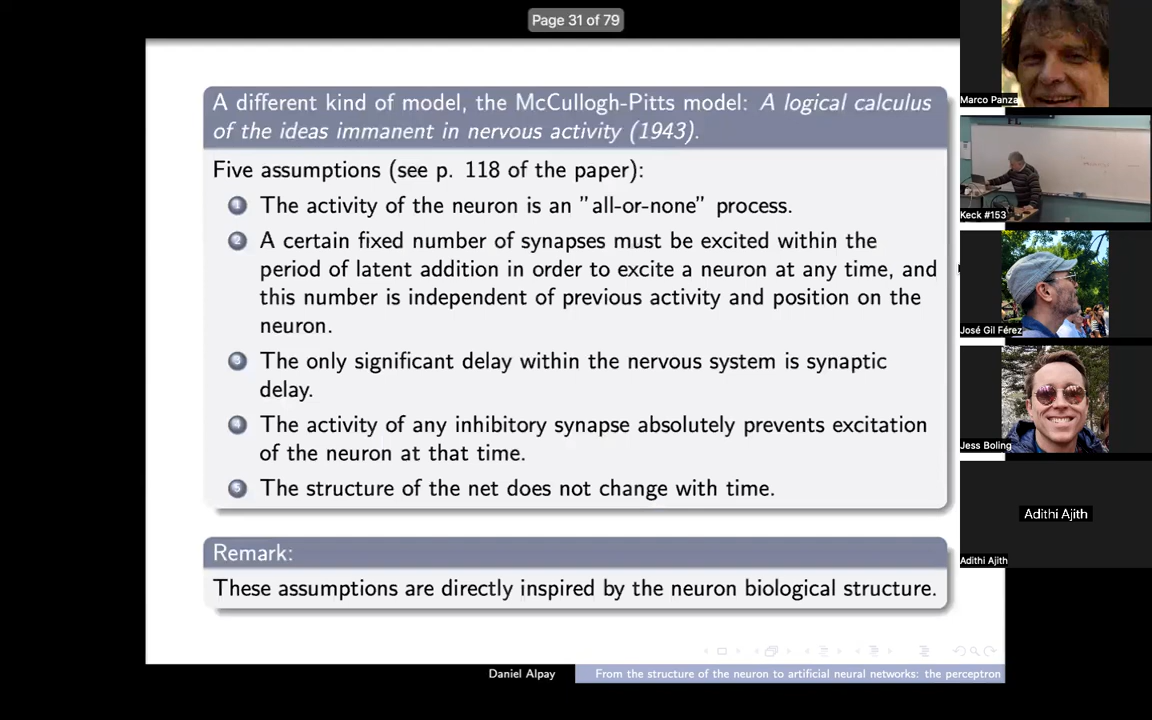 Page 31 of 79
A different kind of model, the McCullogh-Pitts model: A logical calculus
of the ideas immanent in nervous activity (1943).
Five assumptions (see p. 118 of the paper):
1 The activity of the neuron is an "all-or-none" process.
2 A certain fixed number of synapses must be excited within the
period of latent addition in order to excite a neuron at any time, and
this number is independent of previous activity and position on the
neuron.
3 The only significant delay within the nervous system is synaptic
delay.
4 The activity of any inhibitory synapse absolutely prevents excitation
of the neuron at that time.
5 The structure of the net does not change with time.
Remark:
These assumptions are directly inspired by the neuron biological structure.
Daniel Alpay
From the structure of the neuron to artificial neural networks: the perceptron
Marco Panza
Keck #153
José Gil Férez
Jess Boling
Adithi Ajith
Adithi Ajith